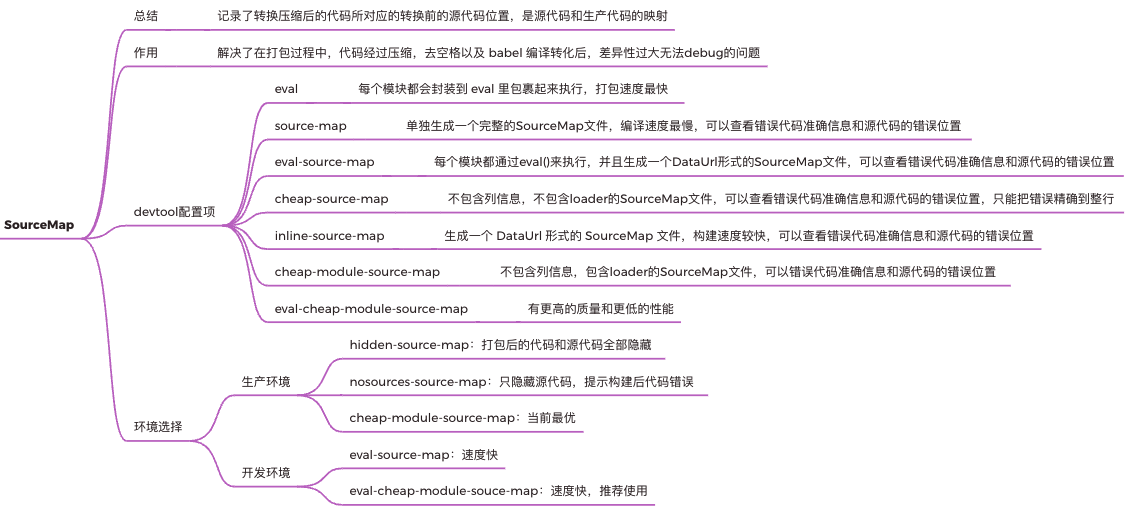 SourceMap
总结 记录了转换压缩后的代码所对应的转换前的源代码位置，是源代码和生产代码的映射
作用 解决了在打包过程中，代码经过压缩，去空格以及 babel 编译转化后，差异性过大无法debug的问题
devtool配置项
eval 每个模块都会封装到 eval 里包裹起来执行，打包速度最快
source-map 单独生成一个完整的SourceMap文件，编译速度最慢，可以查看错误代码准确信息和源代码的错误位置
eval-source-map 每个模块都通过eval()来执行，并且生成一个DataUrl形式的SourceMap文件，可以查看错误代码准确信息和源代码的错误位置
cheap-source-map 不包含列信息，不包含loader的SourceMap文件，可以查看错误代码准确信息和源代码的错误位置，只能把错误精确到整行
inline-source-map 生成一个 DataUrl 形式的 SourceMap 文件，构建速度较快，可以查看错误代码准确信息和源代码的错误位置
cheap-module-source-map 不包含列信息，包含loader的SourceMap文件，可以错误代码准确信息和源代码的错误位置
eval-cheap-module-source-map 有更高的质量和更低的性能
环境选择
生产环境
hidden-source-map：打包后的代码和源代码全部隐藏
nosources-source-map：只隐藏源代码，提示构建后代码错误
cheap-module-source-map：当前最优
开发环境
eval-source-map：速度快
eval-cheap-module-souce-map：速度快，推荐使用